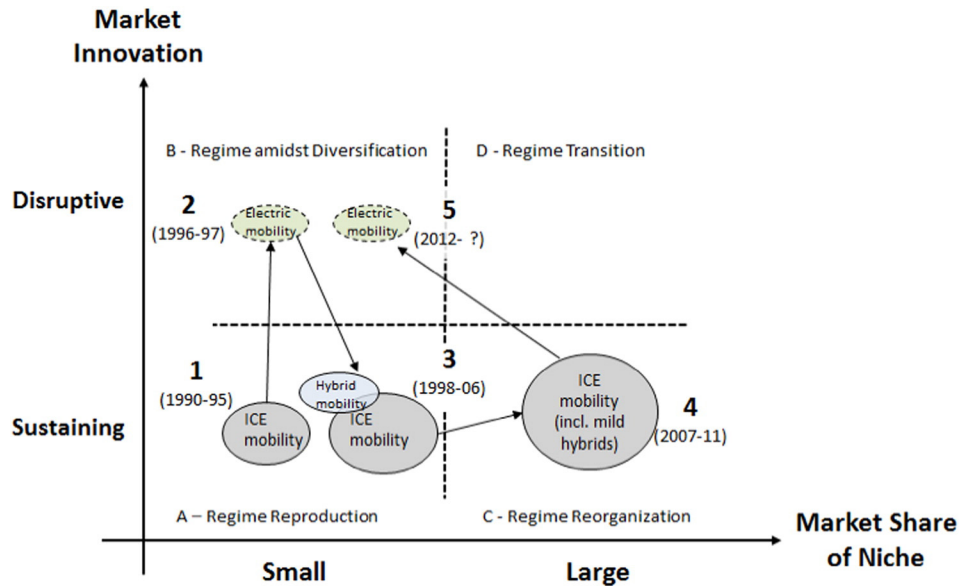 Market
Innovation
B - Regime amidst Diversification
D - Regime Transition
Disruptive
2
(1996-97)
Electric
mobility
Electric
mobility
5
(2012- ?)
1
(1990-95)
ICE
mobility
Hybrid
mobility
ICE
mobility
3
(1998-06)
ICE
mobility
(incl. mild
hybrids)
4
(2007-11)
Sustaining
A – Regime Reproduction
C - Regime Reorganization
Small
Large
Market Share
of Niche